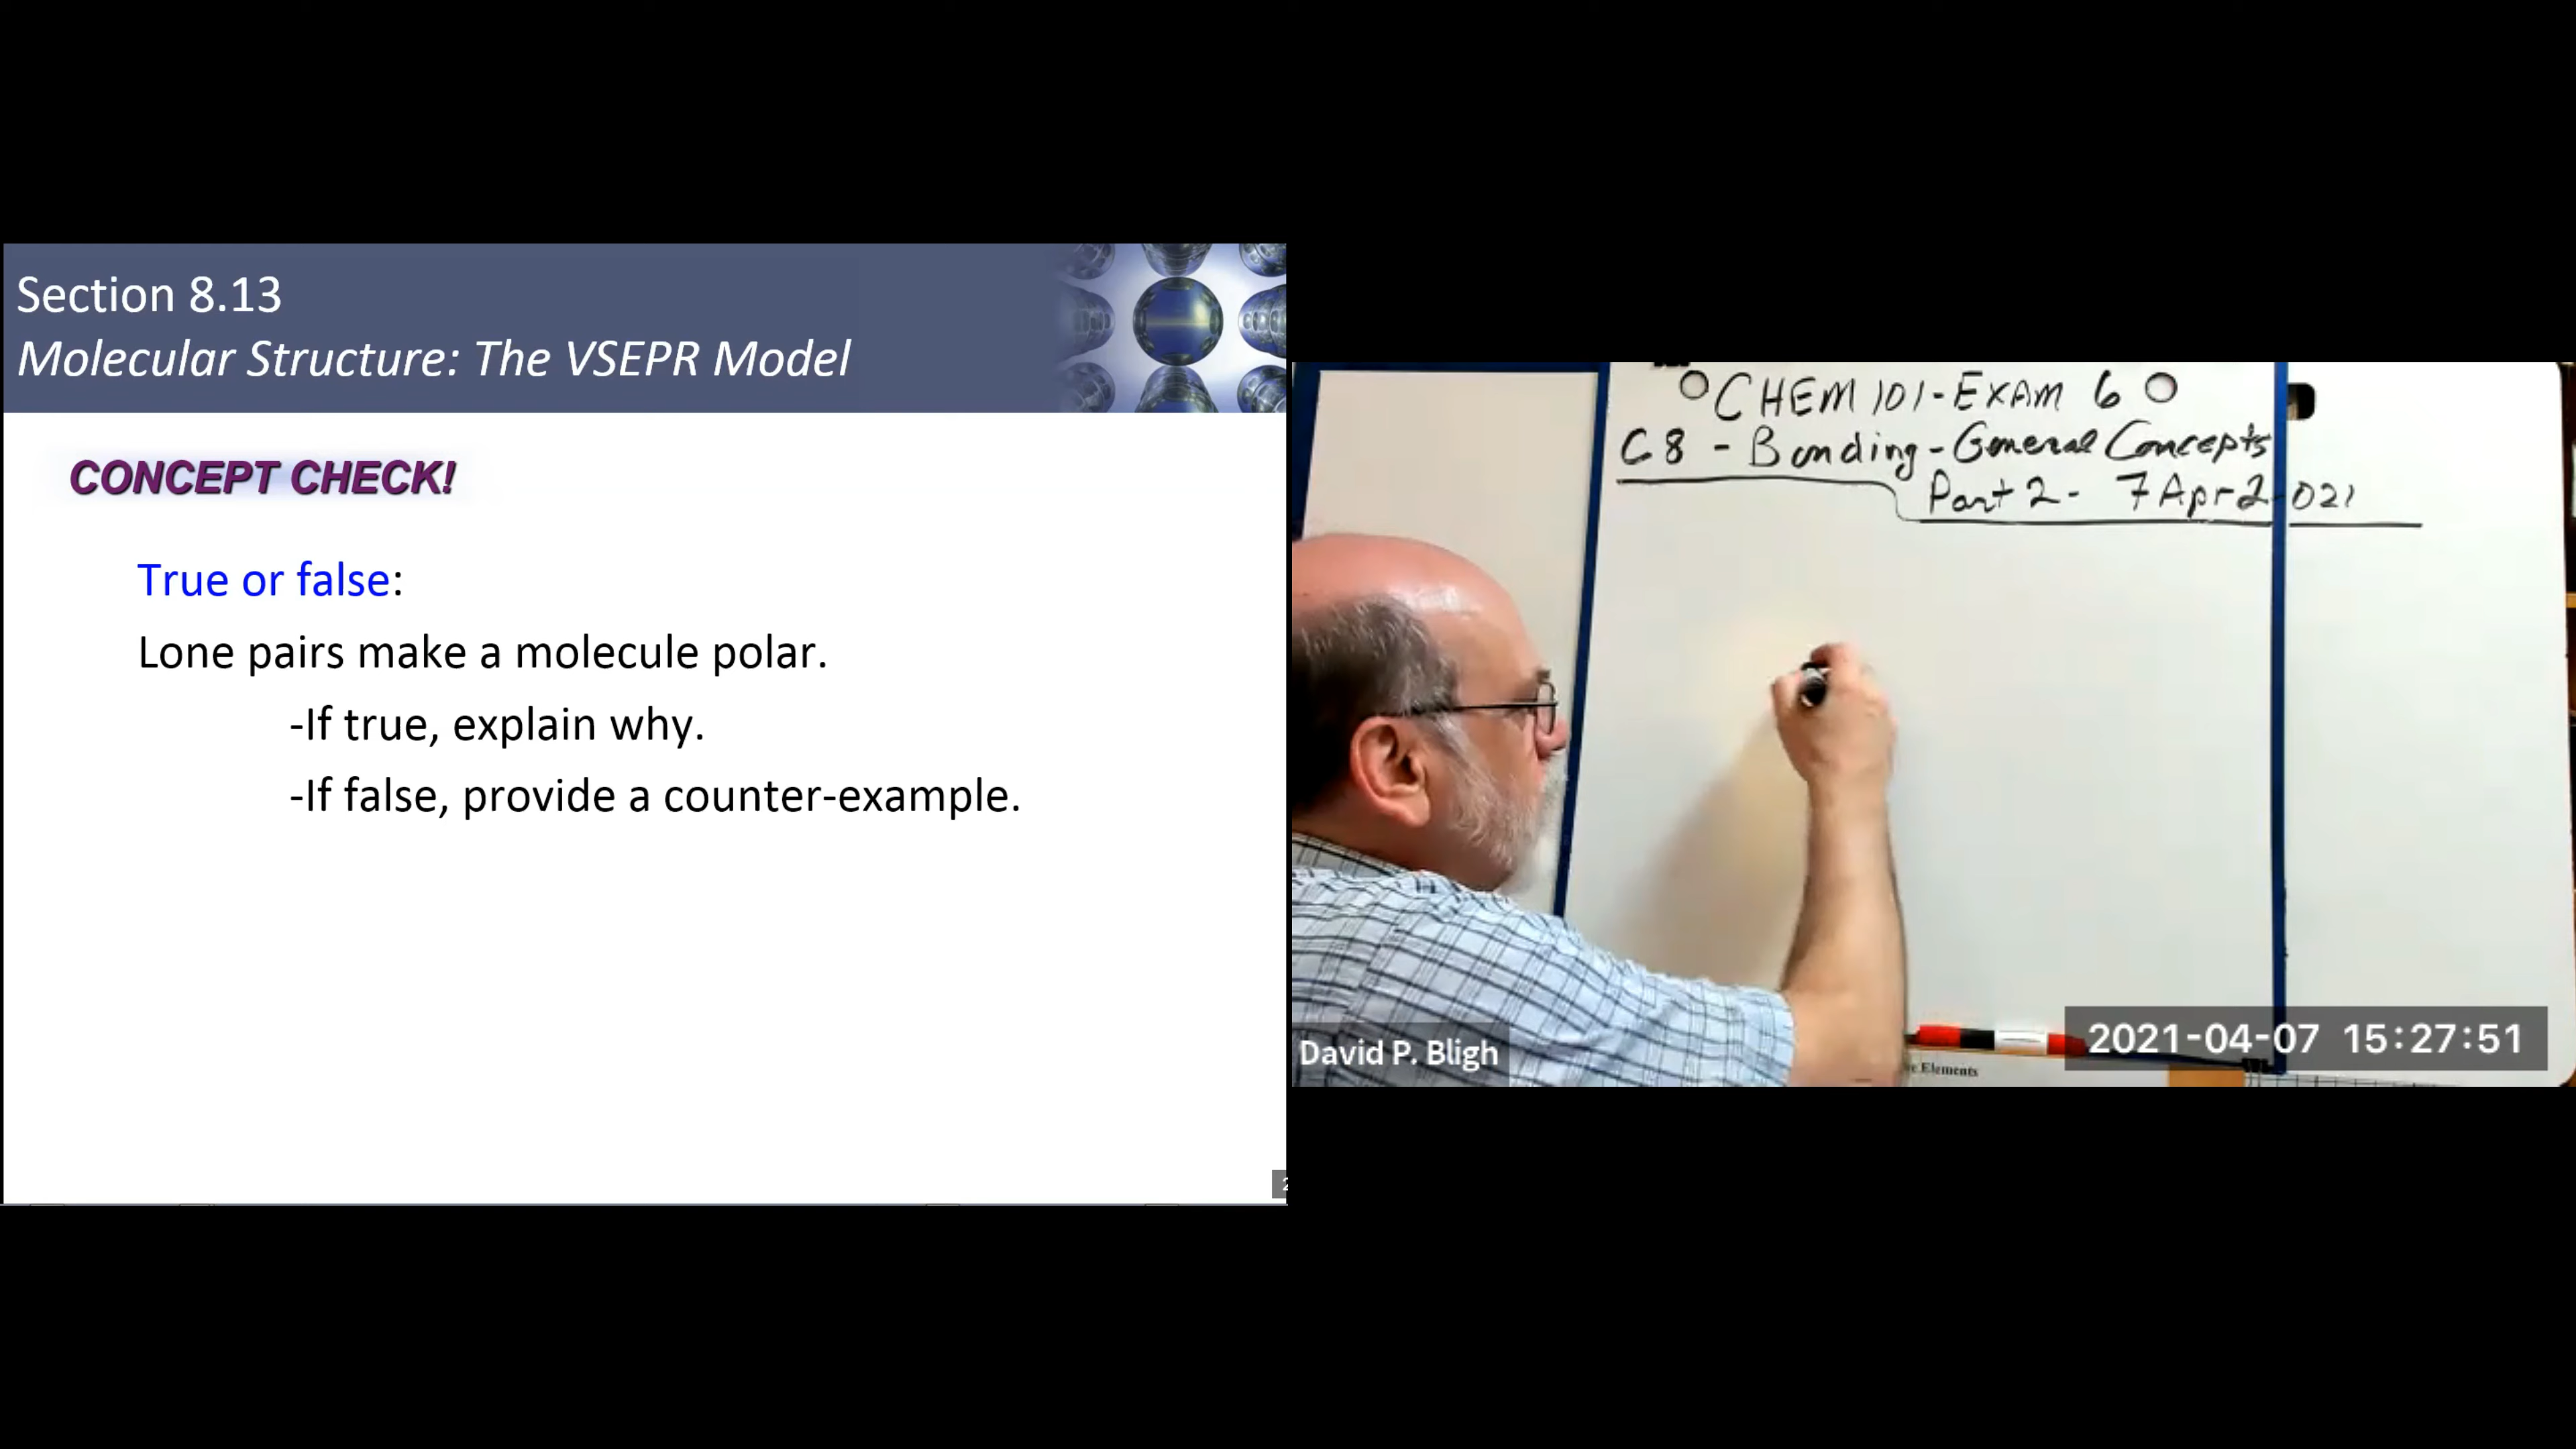 Section 8.13
Molecular Structure: The VSEPR Model
CONCEPT CHECK!
True or false:
Lone pairs make a molecule polar.
-If true, explain why.
-If false, provide a counter-example.
2
CHEM 101-EXAM 6
C8 - Bonding - General Concepts
Part 2 - 7 Apr 2021
David P. Bligh
2021-04-07 15:27:51
Elements